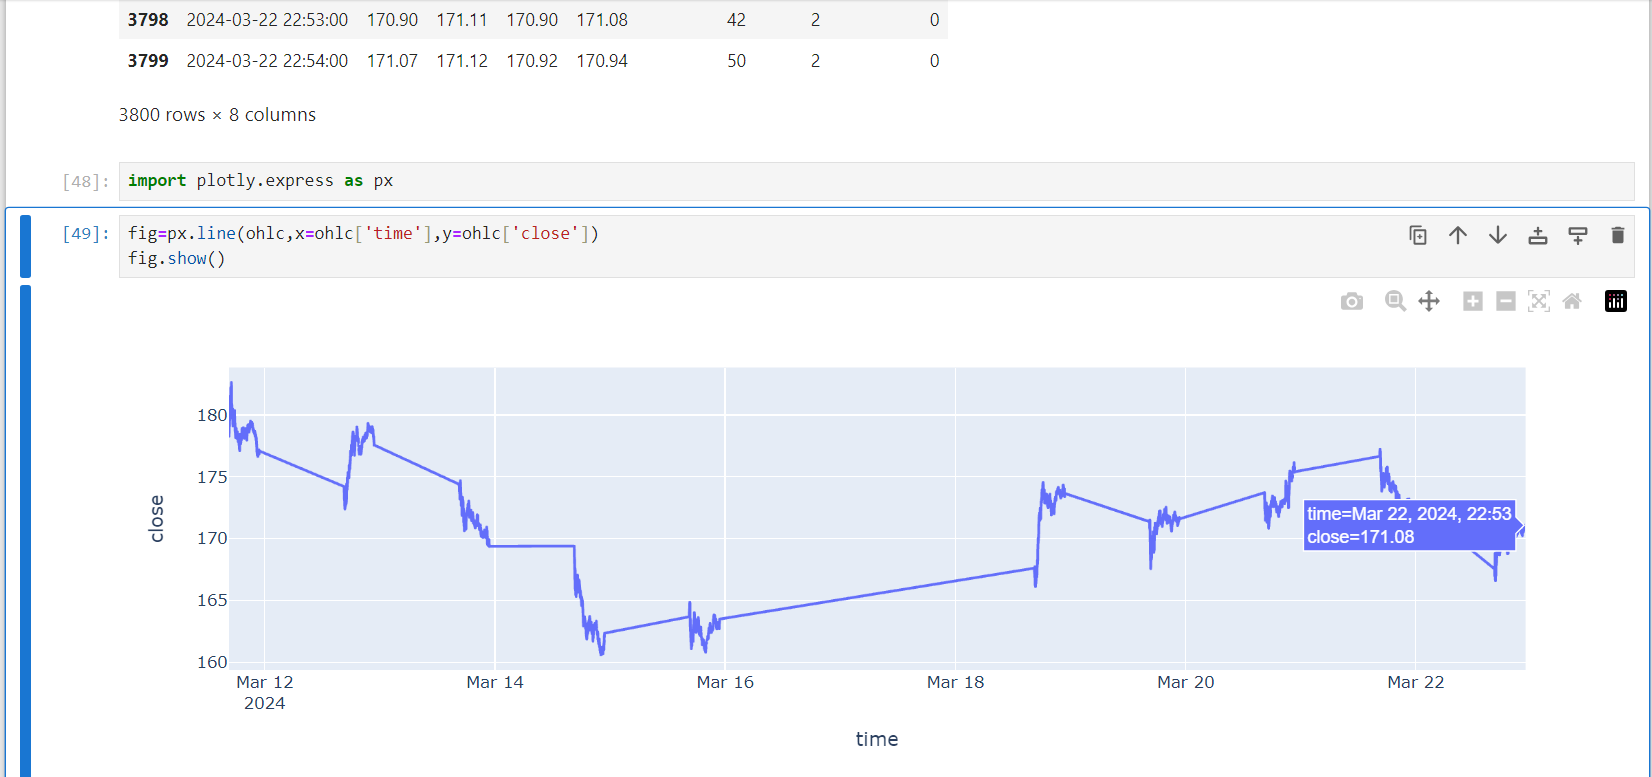 3798 2024-03-22 22:53:00 170.90 171.11 170.90 171.08 42 2 0
3799 2024-03-22 22:54:00 171.07 171.12 170.92 170.94 50 2 0
3800 rows × 8 columns
[48]: import plotly.express as px
[49]: fig=px.line(ohlc,x=ohlc['time'],y=ohlc['close'])
fig.show()
180
175
170
165
160
close
time=Mar 22, 2024, 22:53
close=171.08
Mar 12 Mar 14 Mar 16 Mar 18 Mar 20 Mar 22
2024
time